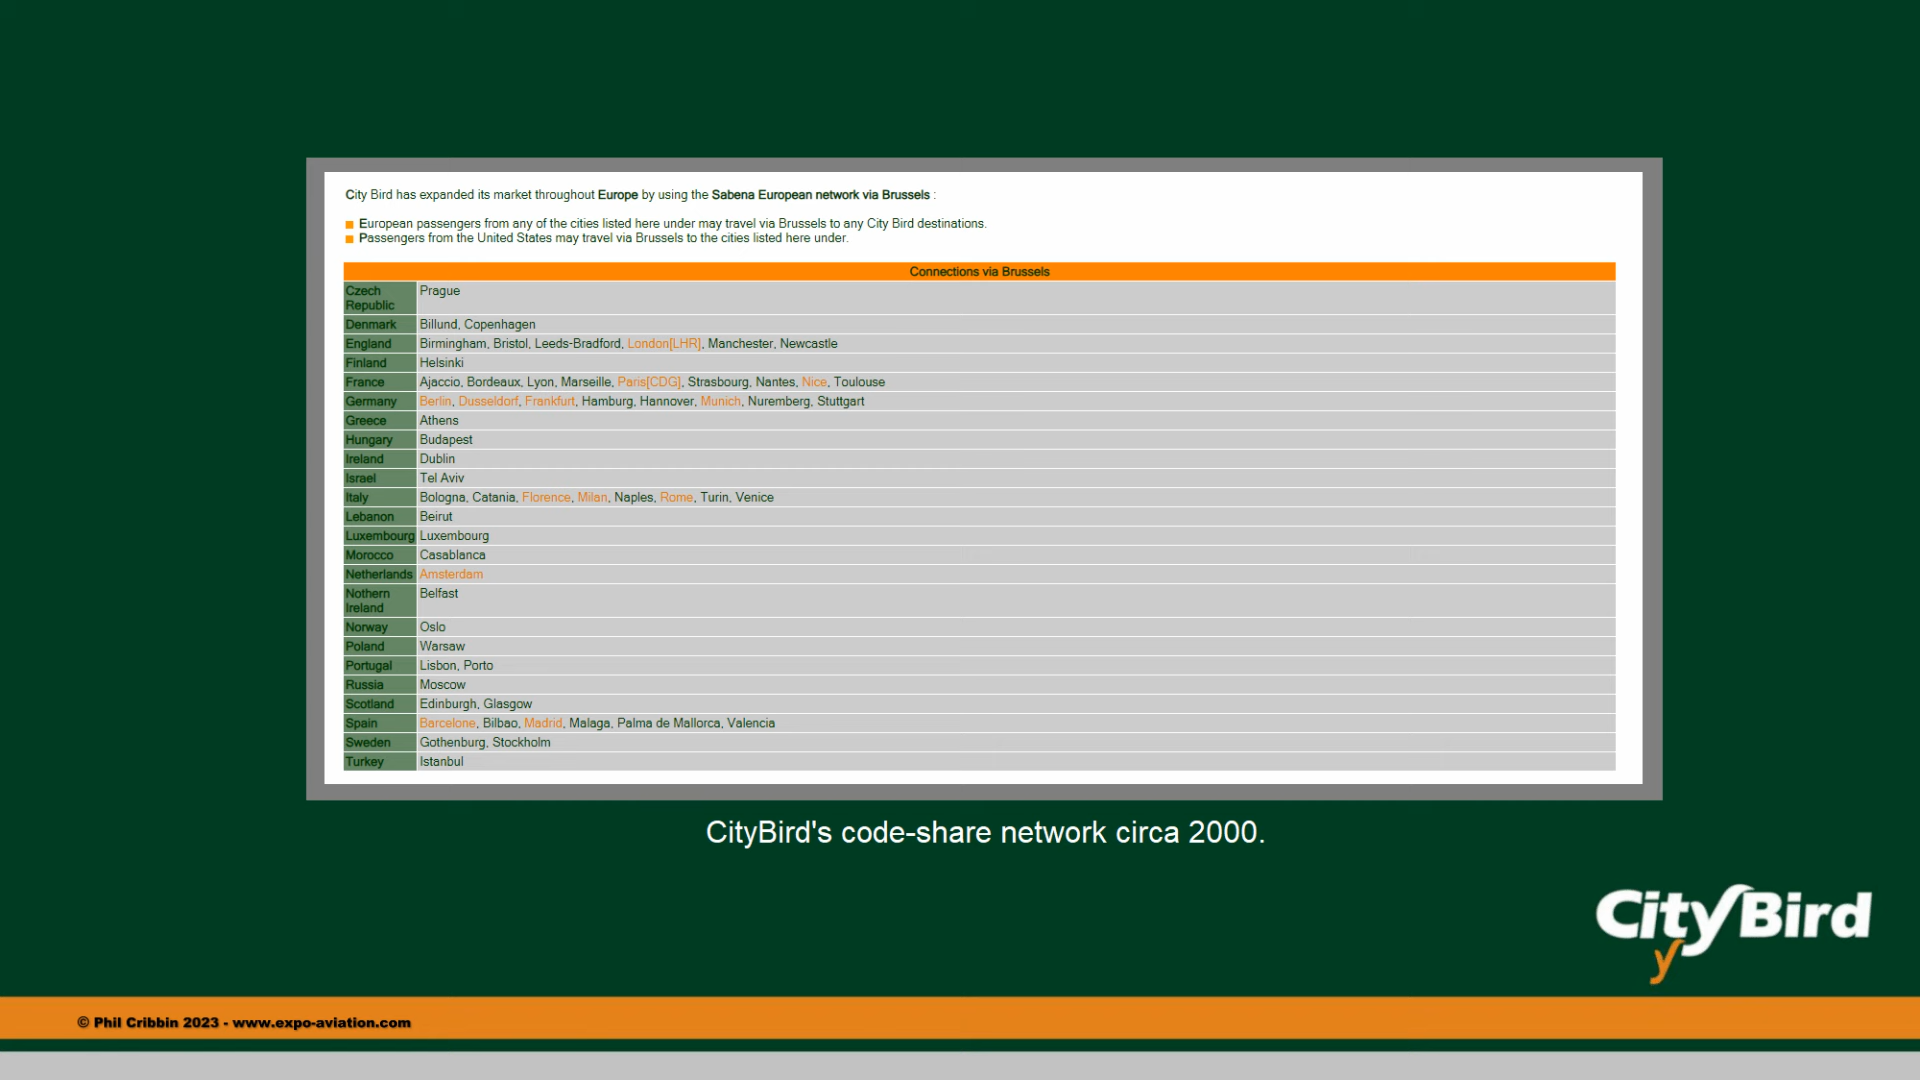 City Bird has expanded its market throughout Europe by using the Sabena European network via Brussels :
European passengers from any of the cities listed here under may travel via Brussels to any City Bird destinations.
Passengers from the United States may travel via Brussels to the cities listed here under.
Connections via Brussels
Czech Republic Prague
Denmark Billund, Copenhagen
England Birmingham, Bristol, Leeds-Bradford, London[LHR], Manchester, Newcastle
Finland Helsinki
France Ajaccio, Bordeaux, Lyon, Marseille, Paris[CDG], Strasbourg, Nantes, Nice, Toulouse
Germany Berlin, Dusseldorf, Frankfurt, Hamburg, Hannover, Munich, Nuremberg, Stuttgart
Greece Athens
Hungary Budapest
Ireland Dublin
Israel Tel Aviv
Italy Bologna, Catania, Florence, Milan, Naples, Rome, Turin, Venice
Lebanon Beirut
Luxembourg Luxembourg
Morocco Casablanca
Netherlands Amsterdam
Nothern Ireland Belfast
Norway Oslo
Poland Warsaw
Portugal Lisbon, Porto
Russia Moscow
Scotland Edinburgh, Glasgow
Spain Barcelone, Bilbao, Madrid, Malaga, Palma de Mallorca, Valencia
Sweden Gothenburg, Stockholm
Turkey Istanbul
CityBird's code-share network circa 2000.
CityBird
y
© Phil Cribbin 2023 - www.expo-aviation.com